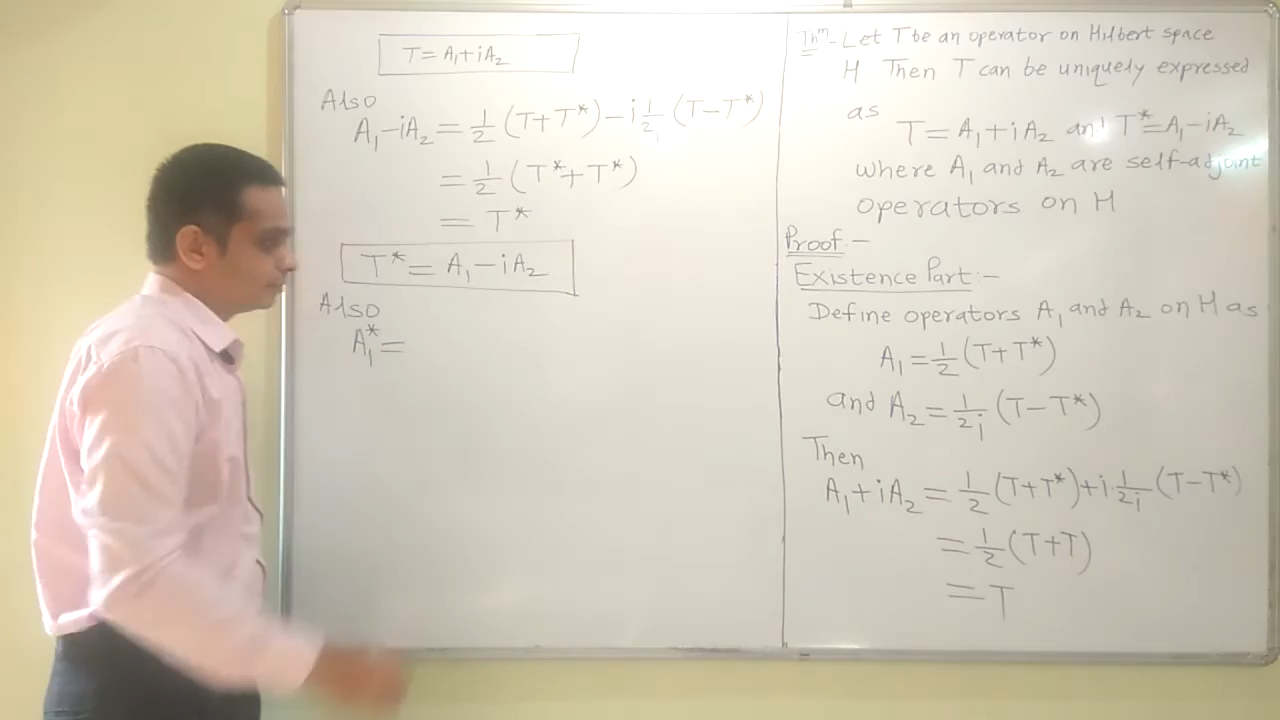 Thm - Let T be an operator on Hilbert space
H Then T can be uniquely expressed
as
T = A₁ + iA₂ and T* = A₁ - iA₂
where A₁ and A₂ are self-adjoint
operators on H
Proof:-
Existence Part:-
Define operators A₁ and A₂ on H as
A₁ = 1/2 (T + T*)
and A₂ = 1/2i (T - T*)
Then
A₁ + iA₂ = 1/2 (T + T*) + i 1/2i (T - T*)
= 1/2 (T + T)
= T
T = A₁ + iA₂
Also
A₁ - iA₂ = 1/2 (T + T*) - i 1/2i (T - T*)
= 1/2 (T* + T*)
= T*
T* = A₁ - iA₂
Also
A₁* =